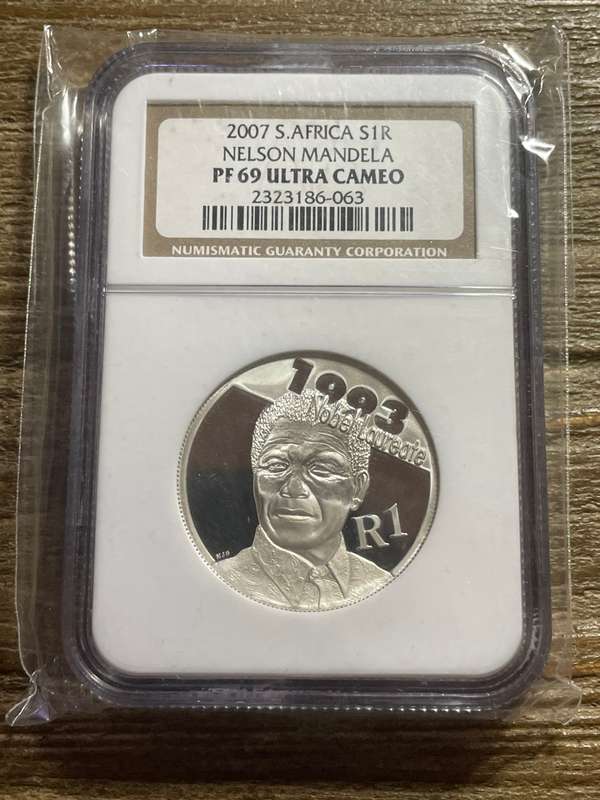 2007 S.AFRICA S1R
NELSON MANDELA
PF 69 ULTRA CAMEO
2323186-063
NUMISMATIC GUARANTY CORPORATION
1993
Nobel Laureate
R1